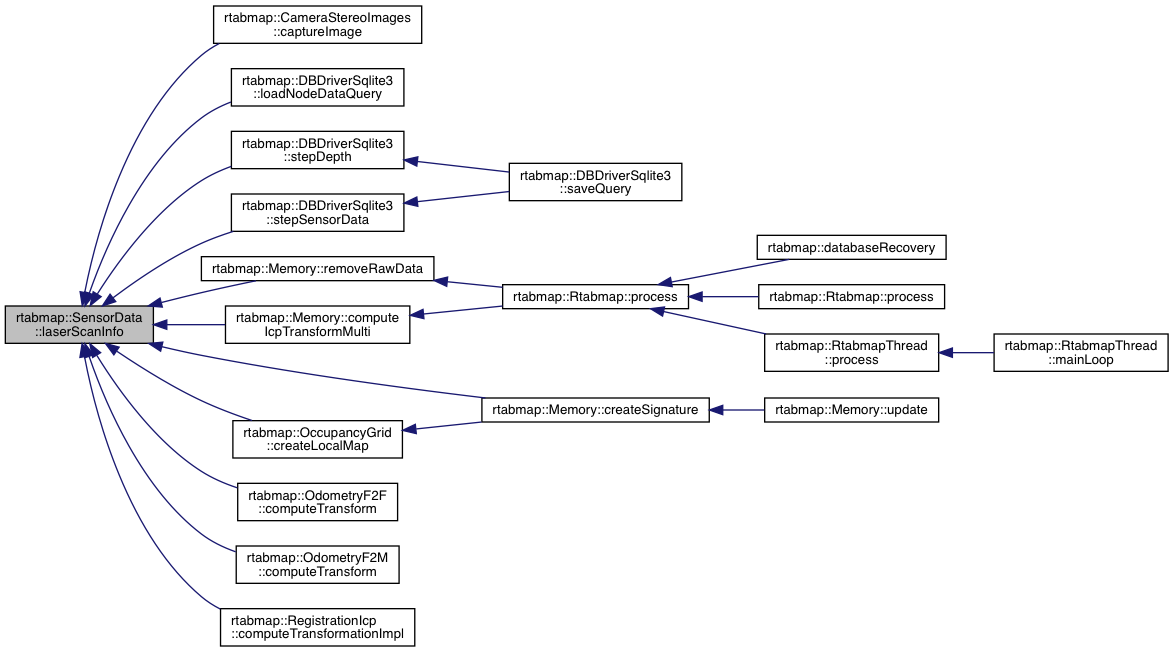 rtabmap::CameraStereoImages
::captureImage
rtabmap::DBDriverSqlite3
::loadNodeDataQuery
rtabmap::DBDriverSqlite3
::stepDepth
rtabmap::DBDriverSqlite3
::saveQuery
rtabmap::DBDriverSqlite3
::stepSensorData
rtabmap::databaseRecovery
rtabmap::Memory::removeRawData
rtabmap::Rtabmap::process
rtabmap::Rtabmap::process
rtabmap::SensorData
::laserScanInfo
rtabmap::Memory::compute
IcpTransformMulti
rtabmap::RtabmapThread
::process
rtabmap::RtabmapThread
::mainLoop
rtabmap::Memory::createSignature
rtabmap::Memory::update
rtabmap::OccupancyGrid
::createLocalMap
rtabmap::OdometryF2F
::computeTransform
rtabmap::OdometryF2M
::computeTransform
rtabmap::RegistrationIcp
::computeTransformationImpl